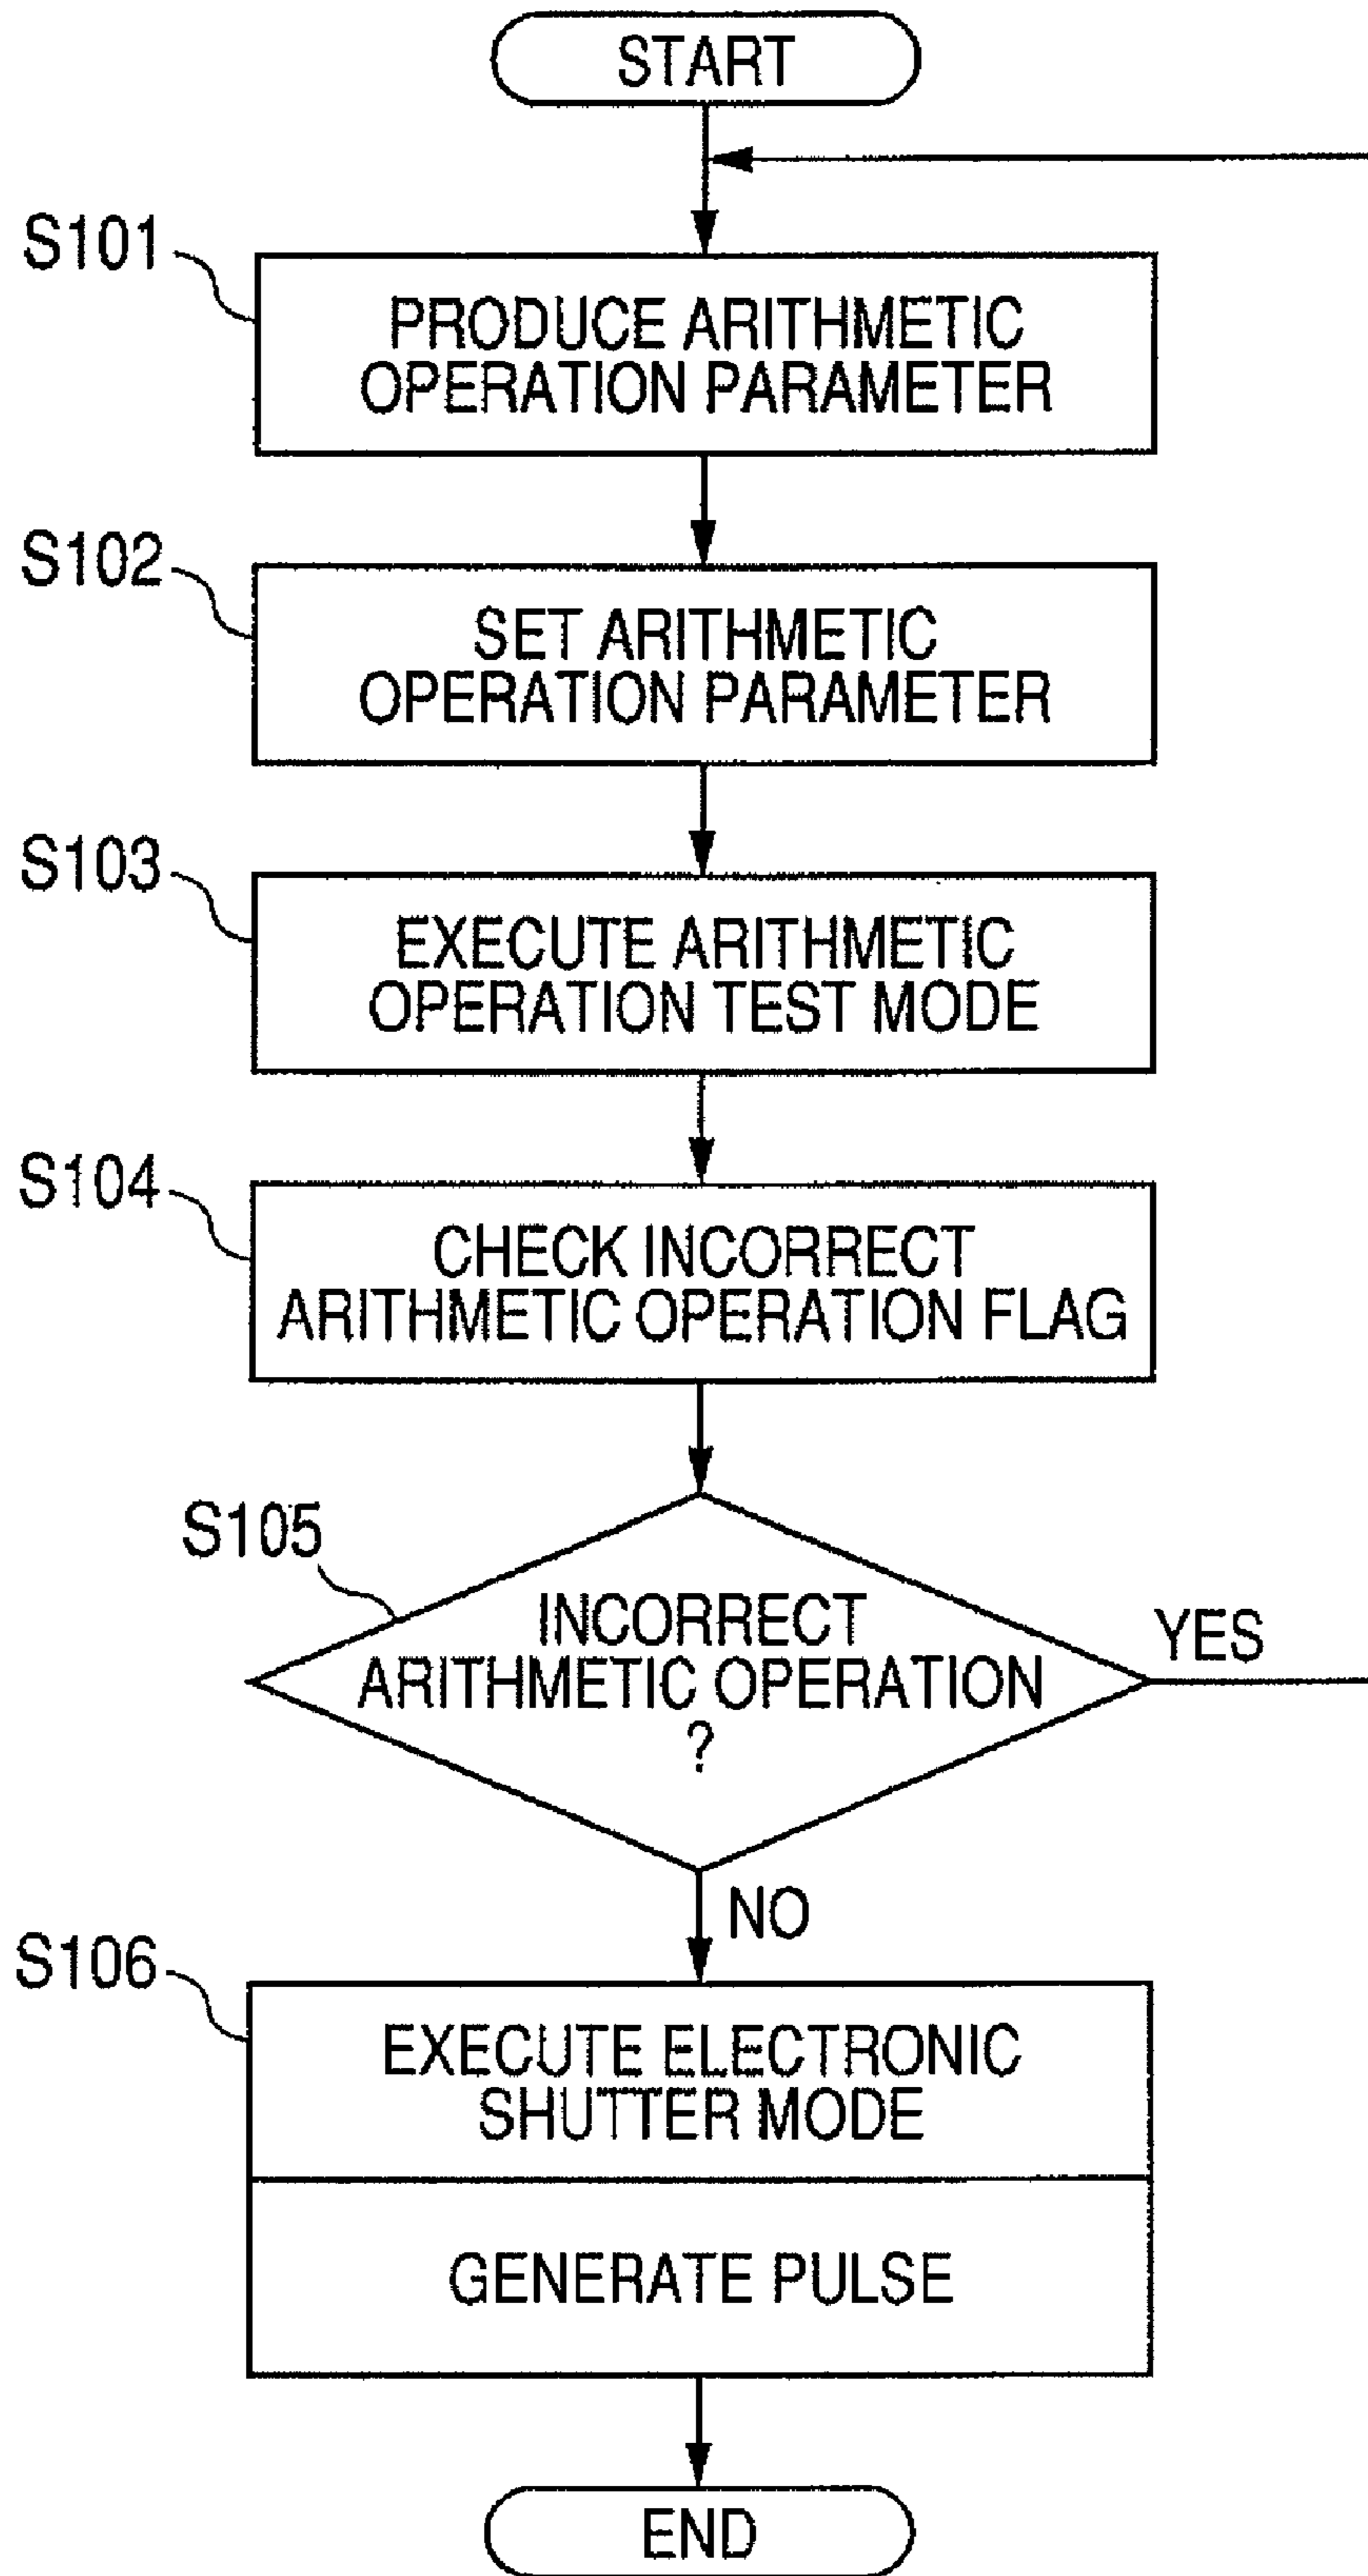 START
S101
PRODUCE ARITHMETIC
OPERATION PARAMETER
S102
SET ARITHMETIC
OPERATION PARAMETER
S103
EXECUTE ARITHMETIC
OPERATION TEST MODE
S104
CHECK INCORRECT
ARITHMETIC OPERATION FLAG
S105
INCORRECT
ARITHMETIC OPERATION
?
YES
NO
S106
EXECUTE ELECTRONIC
SHUTTER MODE
GENERATE PULSE
END